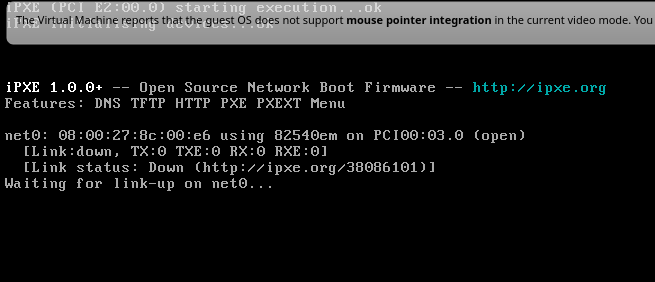 iPXE (PCI E2:00.0) starting execution...ok
The Virtual Machine reports that the guest OS does not support mouse pointer integration in the current video mode. You
iPXE initialising devices...ok
iPXE 1.0.0+ -- Open Source Network Boot Firmware -- http://ipxe.org
Features: DNS TFTP HTTP PXE PXEXT Menu
net0: 08:00:27:8c:00:e6 using 82540em on PCI00:03.0 (open)
[Link:down, TX:0 TXE:0 RX:0 RXE:0]
[Link status: Down (http://ipxe.org/38086101)]
Waiting for link-up on net0...